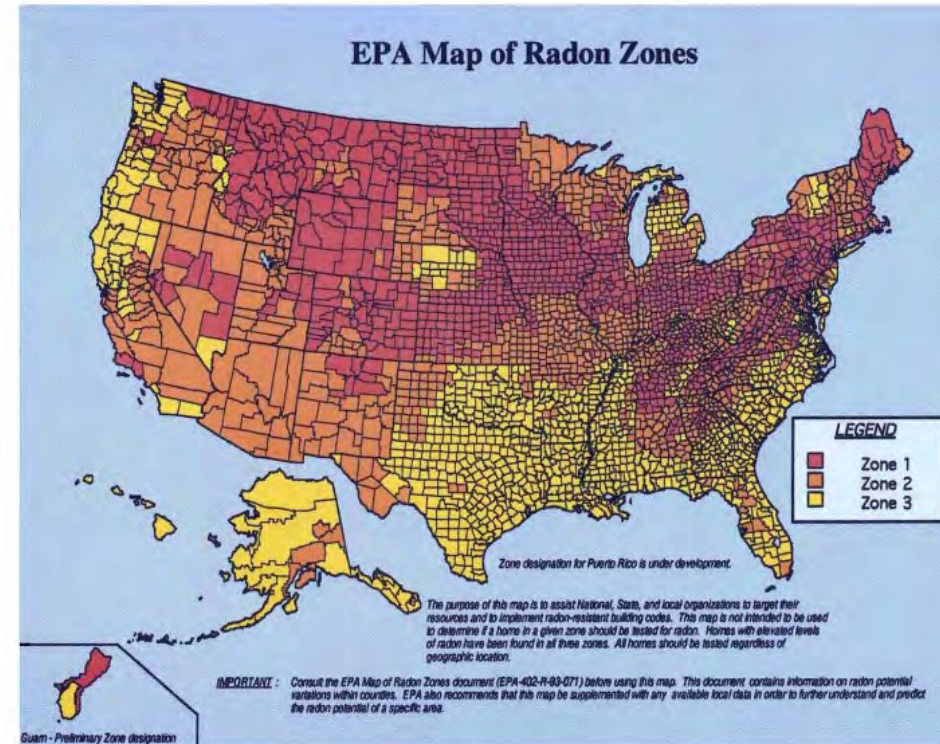 EPA Map of Radon Zones
LEGEND
Zone 1
Zone 2
Zone 3
Zone designation for Puerto Rico is under development.
The purpose of this map is to assist National, State, and local organizations to target their
resources and to implement radon-resistant building codes. This map is not intended to be used
to determine if a home in a given zone should be tested for radon. Homes with elevated levels
of radon have been found in all three zones. All homes should be tested regardless of
geographic location.
IMPORTANT : Consult the EPA Map of Radon Zones document (EPA-402-R-93-071) before using this map. This document contains information on radon potential
variations within counties. EPA also recommends that this map be supplemented with any available local data in order to further understand and predict
the radon potential of a specific area.
Guam - Preliminary Zone designation